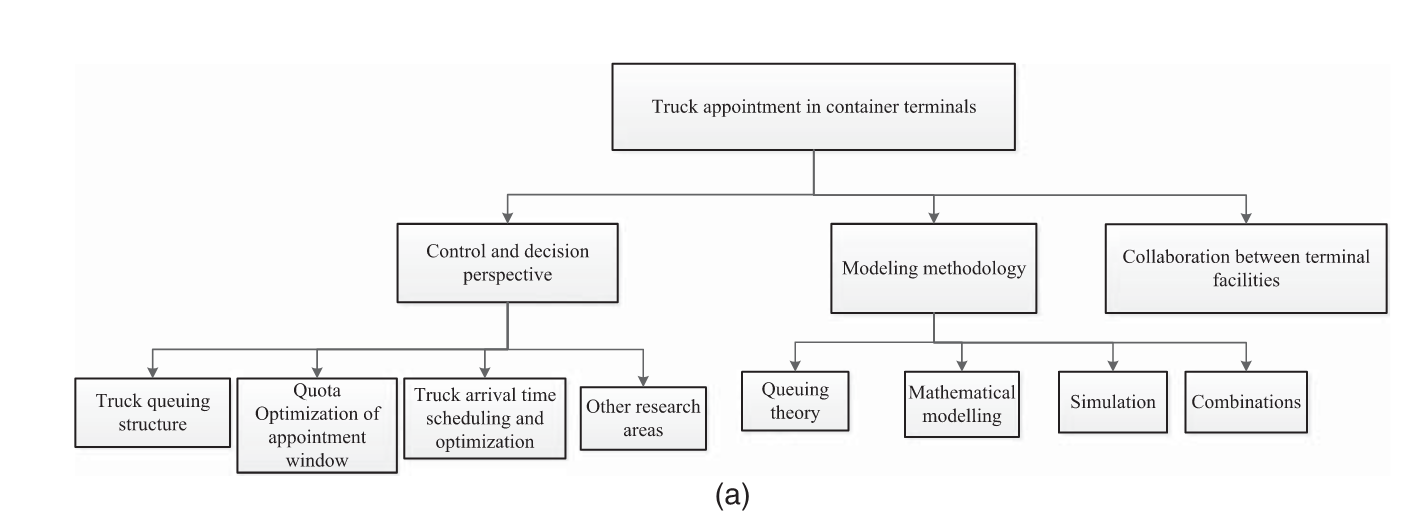 Truck appointment in container terminals
Control and decision
perspective
Modeling methodology
Collaboration between terminal
facilities
Truck queuing
structure
Quota
Optimization of
appointment
window
Truck arrival time
scheduling and
optimization
Other research
areas
Queuing
theory
Mathematical
modelling
Simulation
Combinations
(a)